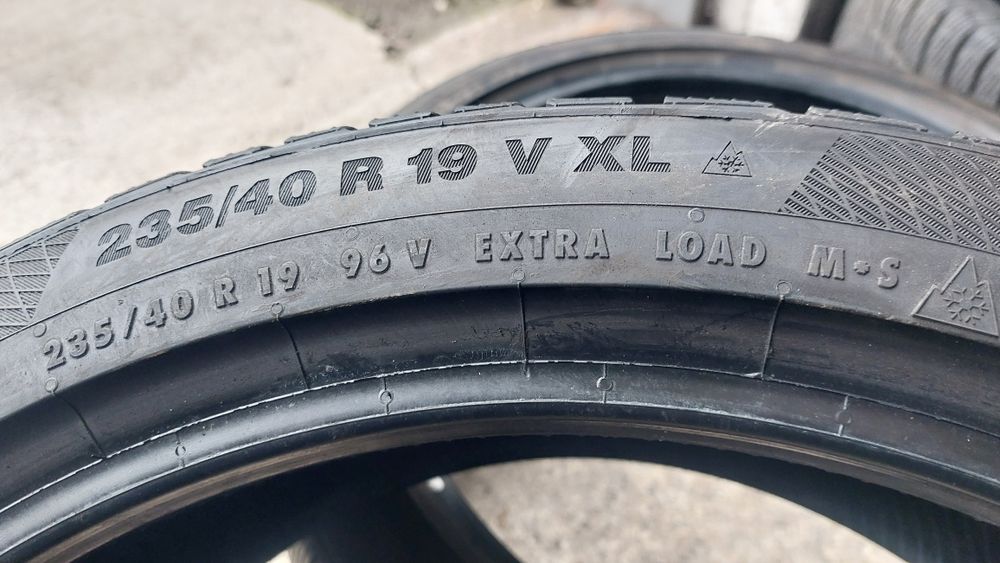 235/40 R 19 V XL
235/40 R 19 96 V EXTRA LOAD M•S